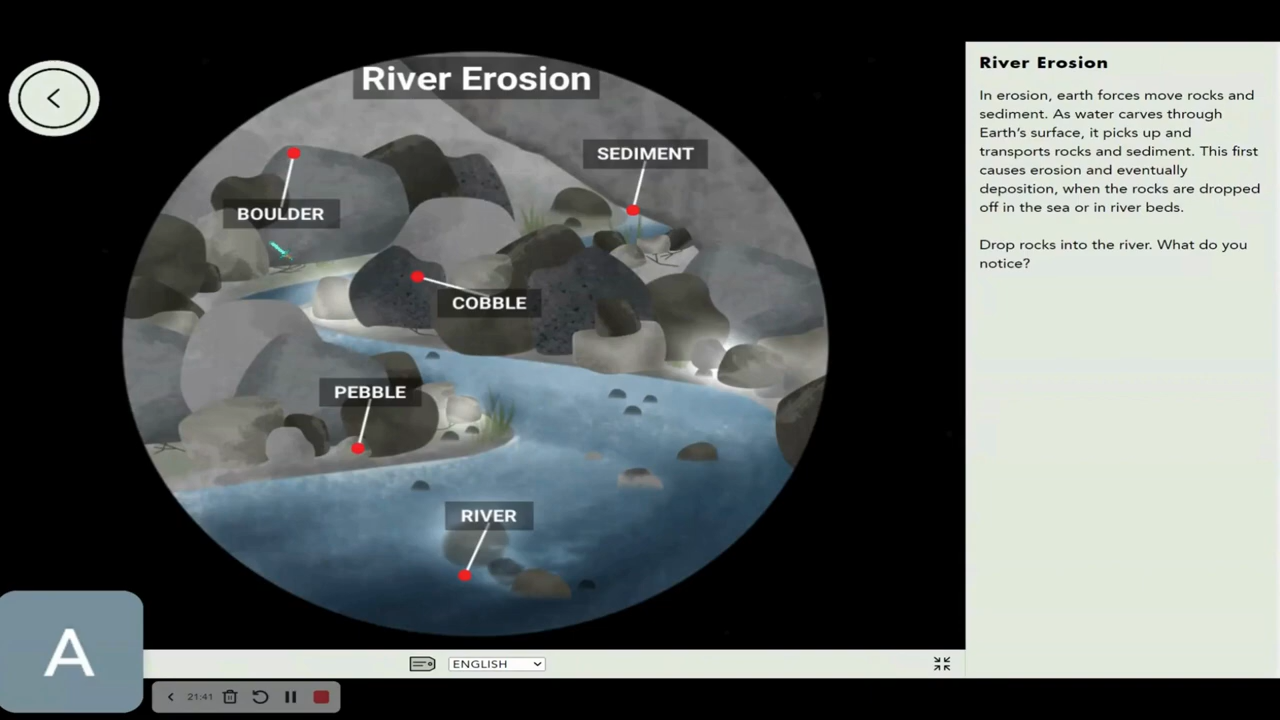 River Erosion
SEDIMENT
BOULDER
COBBLE
PEBBLE
RIVER
River Erosion
In erosion, earth forces move rocks and
sediment. As water carves through
Earth's surface, it picks up and
transports rocks and sediment. This first
causes erosion and eventually
deposition, when the rocks are dropped
off in the sea or in river beds.
Drop rocks into the river. What do you
notice?
A
ENGLISH
21:41